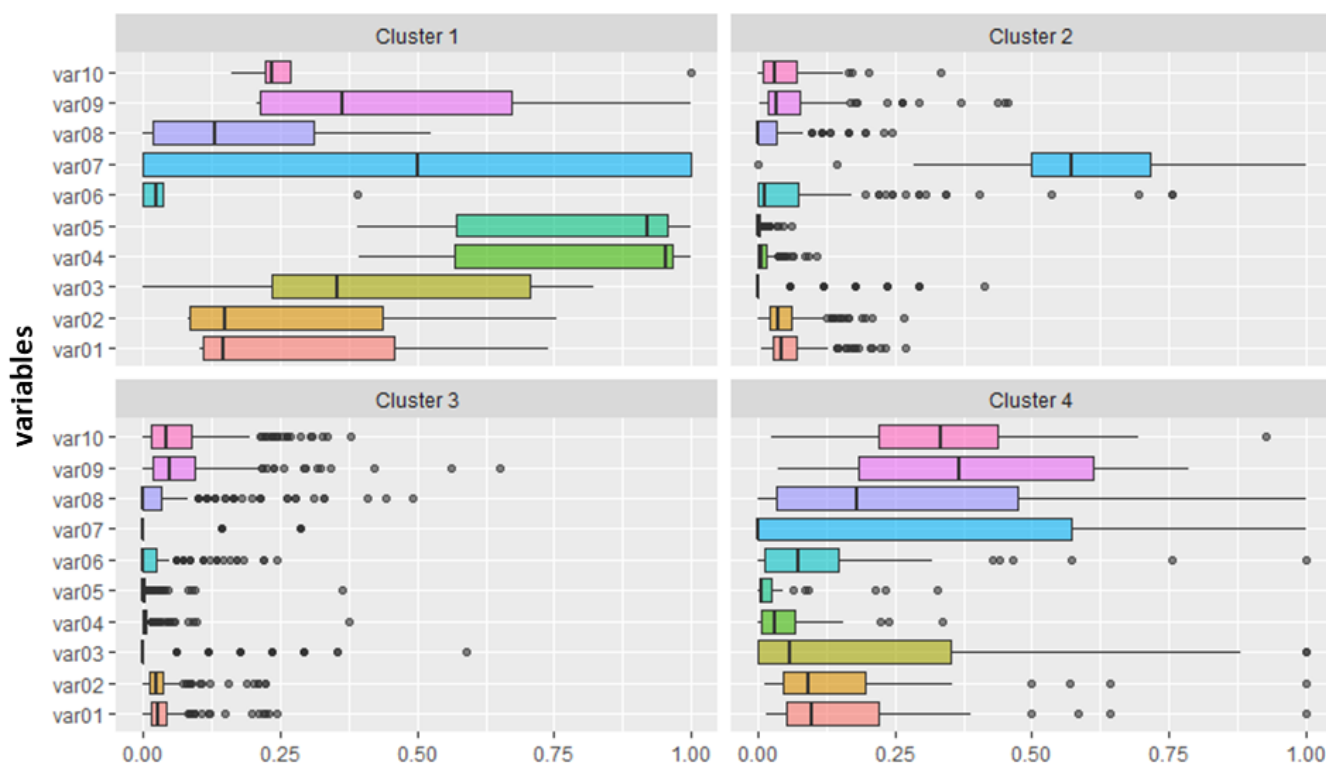 Cluster 1
Cluster 2
var10
var09
var08
var07
var06
var05
var04
var03
var02
var01
variables
Cluster 3
Cluster 4
var10
var09
var08
var07
var06
var05
var04
var03
var02
var01
0.00 0.25 0.50 0.75 1.00
0.00 0.25 0.50 0.75 1.00